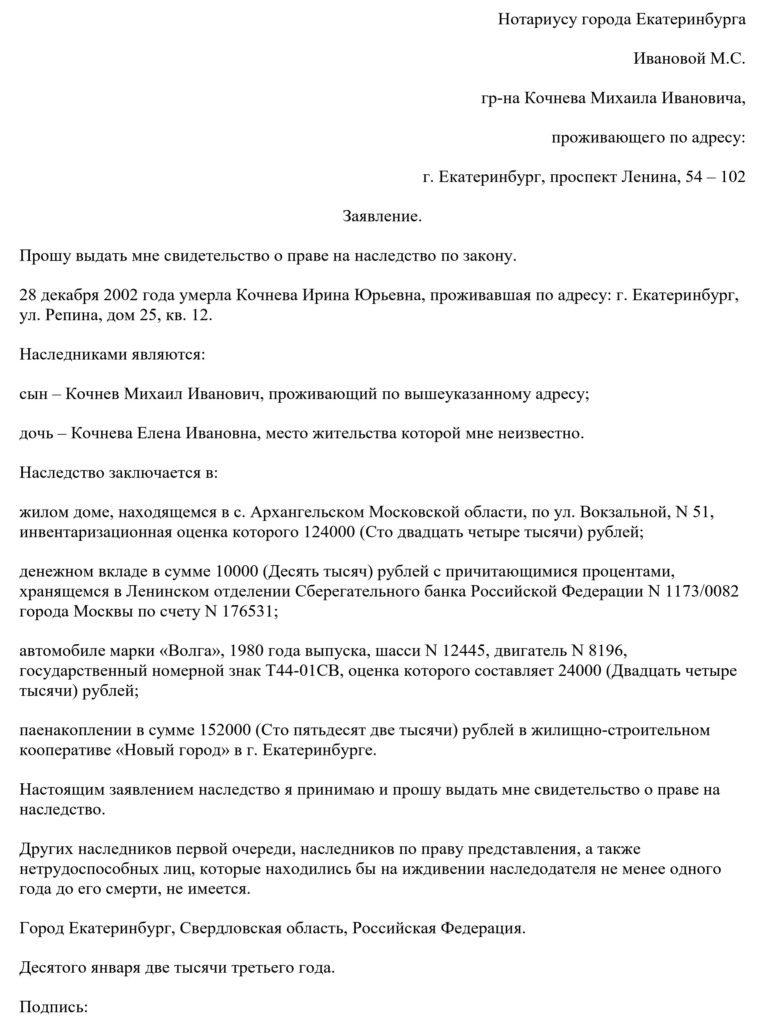 Нотариусу города Екатеринбурга
Ивановой М.С.
гр-на Кочнева Михаила Ивановича,
проживающего по адресу:
г. Екатеринбург, проспект Ленина, 54 – 102
Заявление.
Прошу выдать мне свидетельство о праве на наследство по закону.
28 декабря 2002 года умерла Кочнева Ирина Юрьевна, проживавшая по адресу: г. Екатеринбург,
ул. Репина, дом 25, кв. 12.
Наследниками являются:
сын – Кочнев Михаил Иванович, проживающий по вышеуказанному адресу;
дочь – Кочнева Елена Ивановна, место жительства которой мне неизвестно.
Наследство заключается в:
жилом доме, находящемся в с. Архангельском Московской области, по ул. Вокзальной, N 51,
инвентаризационная оценка которого 124000 (Сто двадцать четыре тысячи) рублей;
денежном вкладе в сумме 10000 (Десять тысяч) рублей с причитающимися процентами,
хранящемся в Ленинском отделении Сберегательного банка Российской Федерации N 1173/0082
города Москвы по счету N 176531;
автомобиле марки «Волга», 1980 года выпуска, шасси N 12445, двигатель N 8196,
государственный номерной знак Т44-01СВ, оценка которого составляет 24000 (Двадцать четыре
тысячи) рублей;
паенакоплении в сумме 152000 (Сто пятьдесят две тысячи) рублей в жилищно-строительном
кооперативе «Новый город» в г. Екатеринбурге.
Настоящим заявлением наследство я принимаю и прошу выдать мне свидетельство о праве на
наследство.
Других наследников первой очереди, наследников по праву представления, а также
нетрудоспособных лиц, которые находились бы на иждивении наследодателя не менее одного
года до его смерти, не имеется.
Город Екатеринбург, Свердловская область, Российская Федерация.
Десятого января две тысячи третьего года.
Подпись: